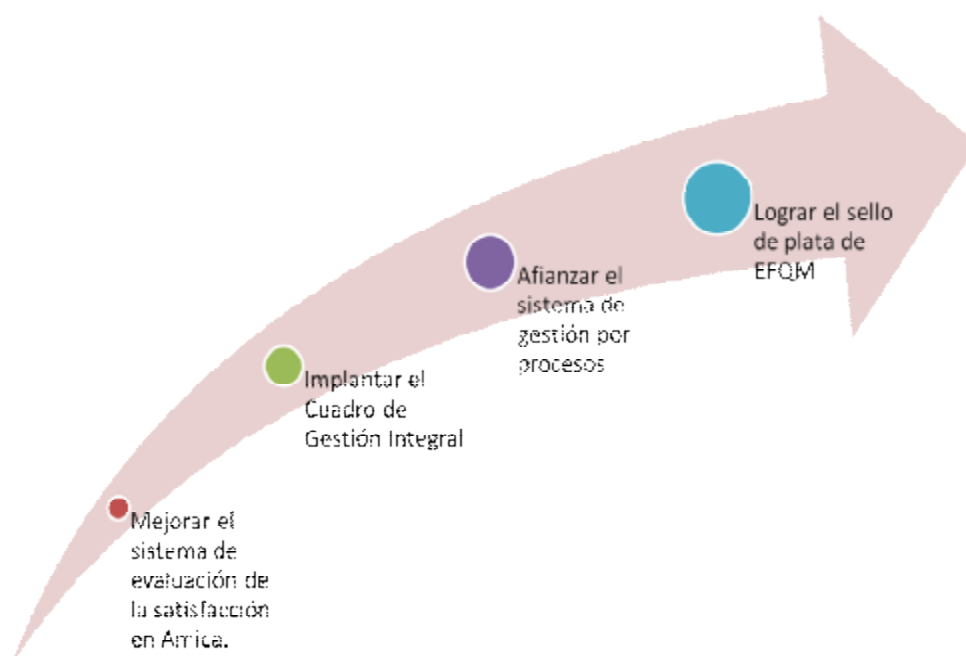 Mejorar el
sistema de
evaluación de
la satisfacción
en Amica.
Implantar el
Cuadro de
Gestión Integral
Afianzar el
sistema de
gestión por
procesos
Lograr el sello
de plata de
EFQM